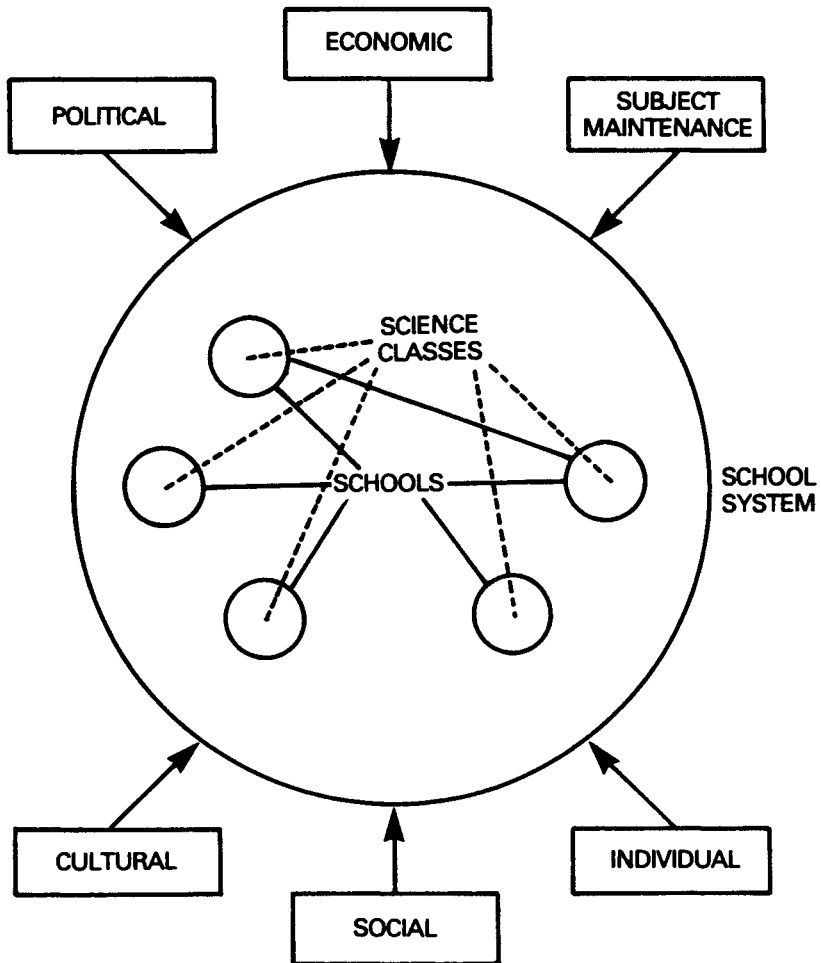 ECONOMIC
POLITICAL
SUBJECT
MAINTENANCE
SCIENCE
CLASSES
SCHOOLS
SCHOOL
SYSTEM
CULTURAL
INDIVIDUAL
SOCIAL